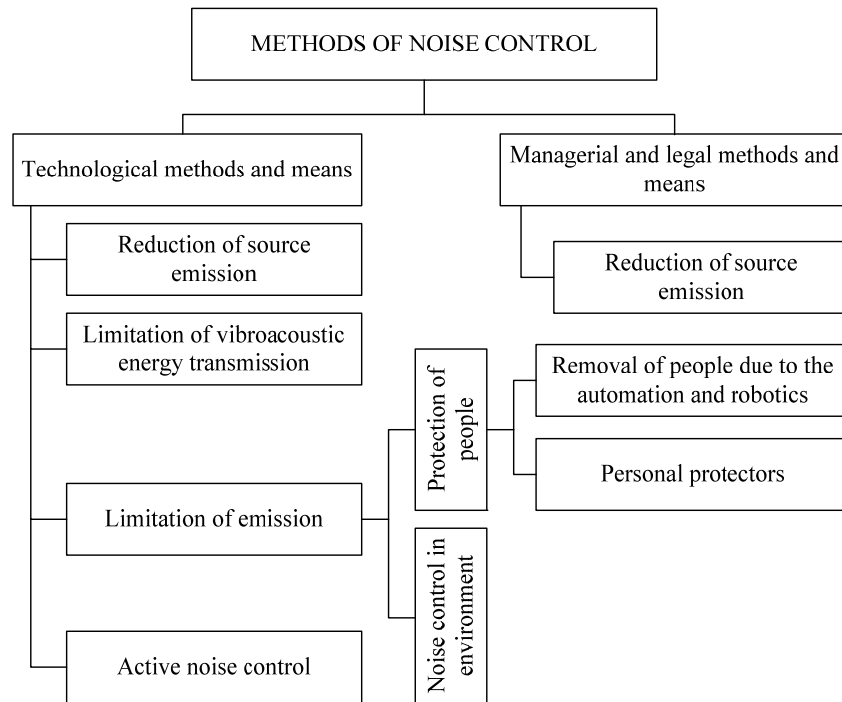 METHODS OF NOISE CONTROL
Technological methods and means
Managerial and legal methods and
means
Reduction of source
emission
Reduction of source
emission
Limitation of vibroacoustic
energy transmission
Protection of
people
Removal of people due to the
automation and robotics
Personal protectors
Limitation of emission
Noise control in
environment
Active noise control